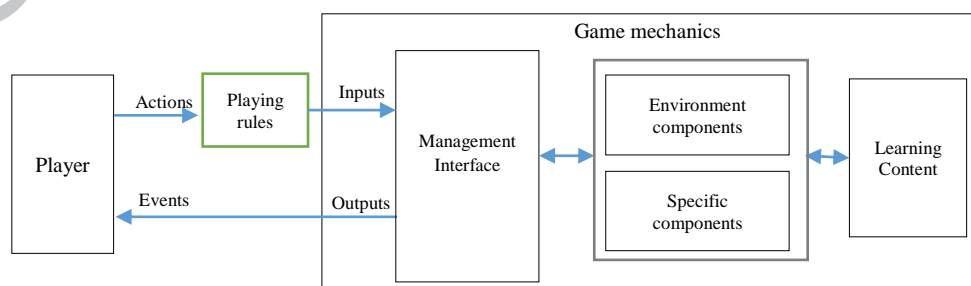 Game mechanics
Player
Actions
Playing
rules
Inputs
Management
Interface
Environment
components
Specific
components
Learning
Content
Events
Outputs